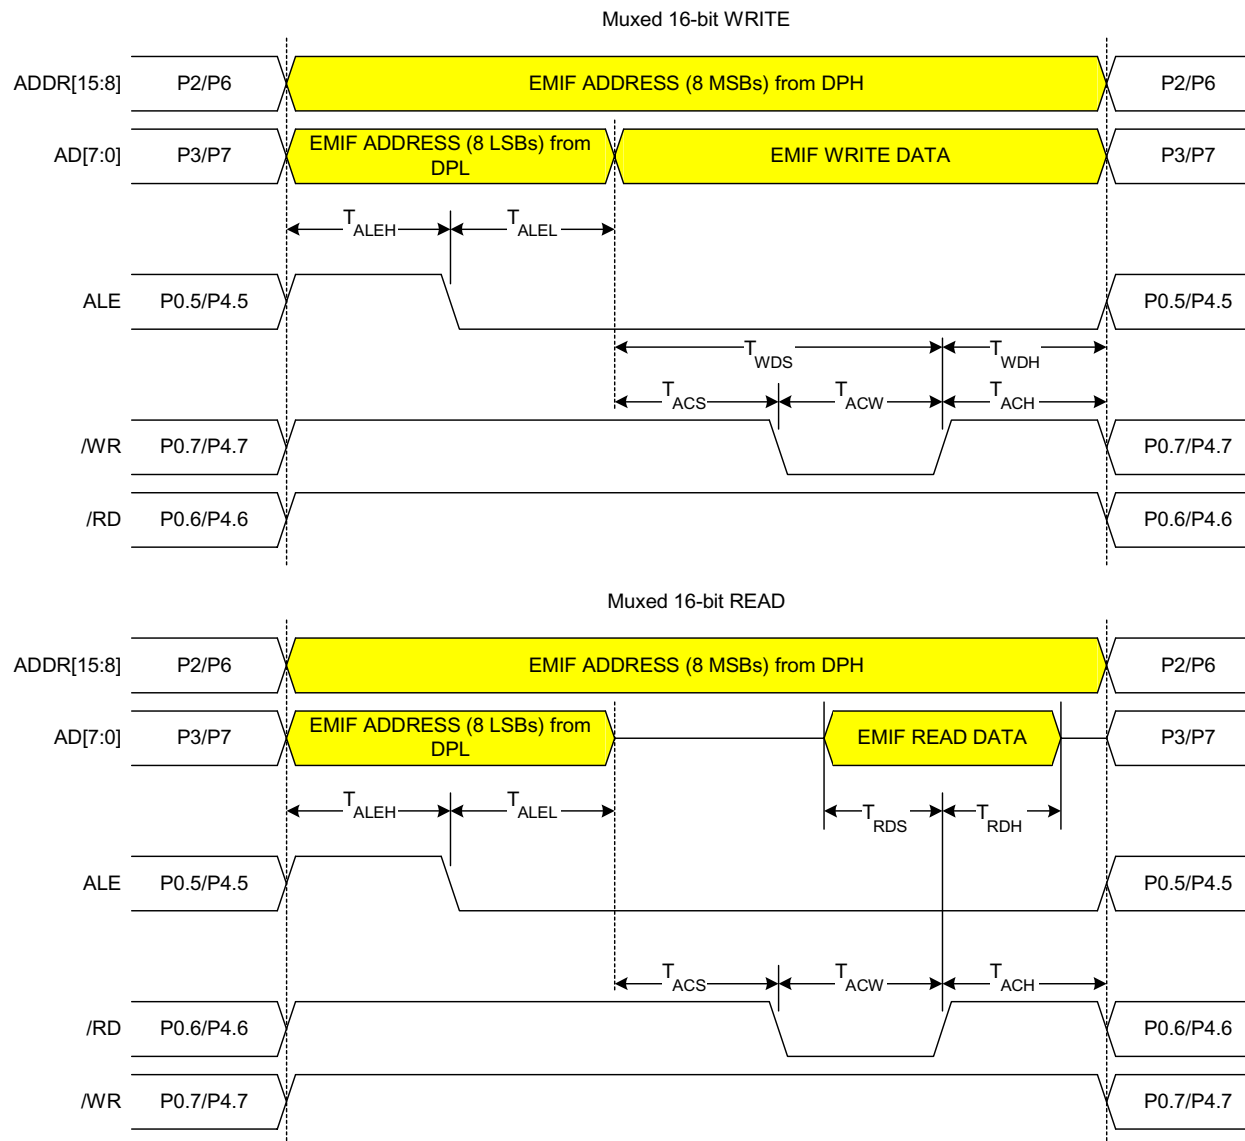 Muxed 16-bit WRITE
ADDR[15:8] P2/P6 EMIF ADDRESS (8 MSBs) from DPH P2/P6
AD[7:0] P3/P7 EMIF ADDRESS (8 LSBs) from DPL EMIF WRITE DATA P3/P7
TALEH TALEL
ALE P0.5/P4.5 P0.5/P4.5
TWDS TWDH
TACS TACW TACH
/WR P0.7/P4.7 P0.7/P4.7
/RD P0.6/P4.6 P0.6/P4.6
Muxed 16-bit READ
ADDR[15:8] P2/P6 EMIF ADDRESS (8 MSBs) from DPH P2/P6
AD[7:0] P3/P7 EMIF ADDRESS (8 LSBs) from DPL EMIF READ DATA P3/P7
TALEH TALEL TRDS TRDH
ALE P0.5/P4.5 P0.5/P4.5
TACS TACW TACH
/RD P0.6/P4.6 P0.6/P4.6
/WR P0.7/P4.7 P0.7/P4.7